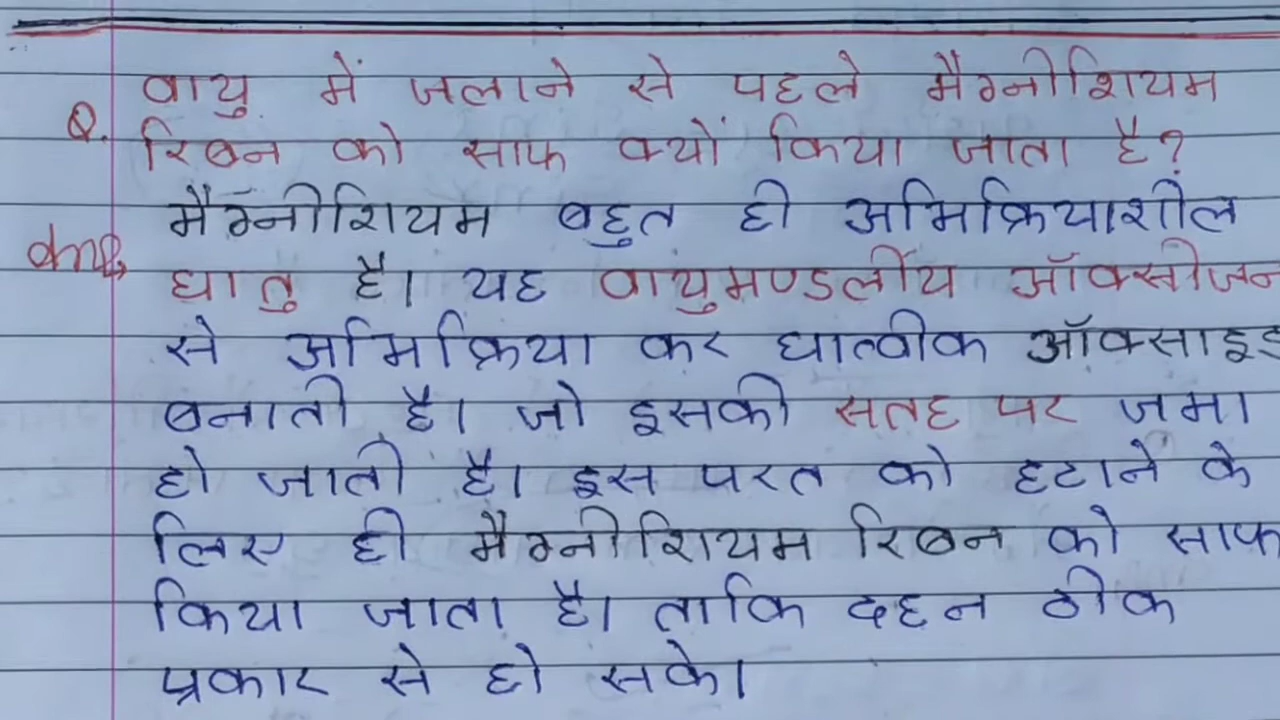 वायु में जलाने से पहले मैग्नीशियम
Q. रिबन को साफ क्यों किया जाता है?
मैग्नीशियम बहुत ही अभिक्रियाशील
Ans, धातु है। यह वायुमण्डलीय ऑक्सीजन
से अभिक्रिया कर धात्वीक ऑक्साइड
बनाती है। जो इसकी सतह पर जमा
हो जाती है। इस परत को हटाने के
लिए ही मैग्नीशियम रिबन को साफ
किया जाता है। ताकि दहन ठीक
प्रकार से हो सके।